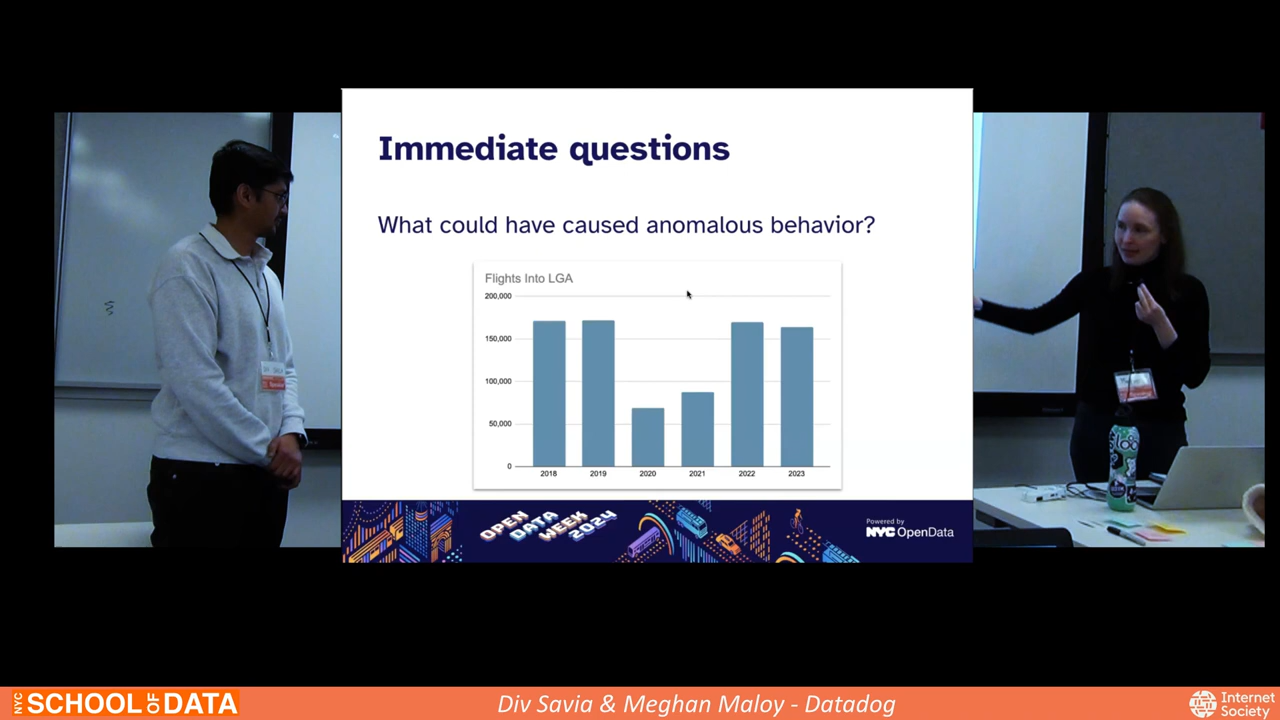 Immediate questions
What could have caused anomalous behavior?
Flights Into LGA
200,000
150,000
100,000
50,000
0
2018 2019 2020 2021 2022 2023
OPEN
DATA
WEEK
2024
Powered by
NYC OpenData
NYC SCHOOL OF DATA
Div Savia & Meghan Maloy - Datadog
Internet
Society